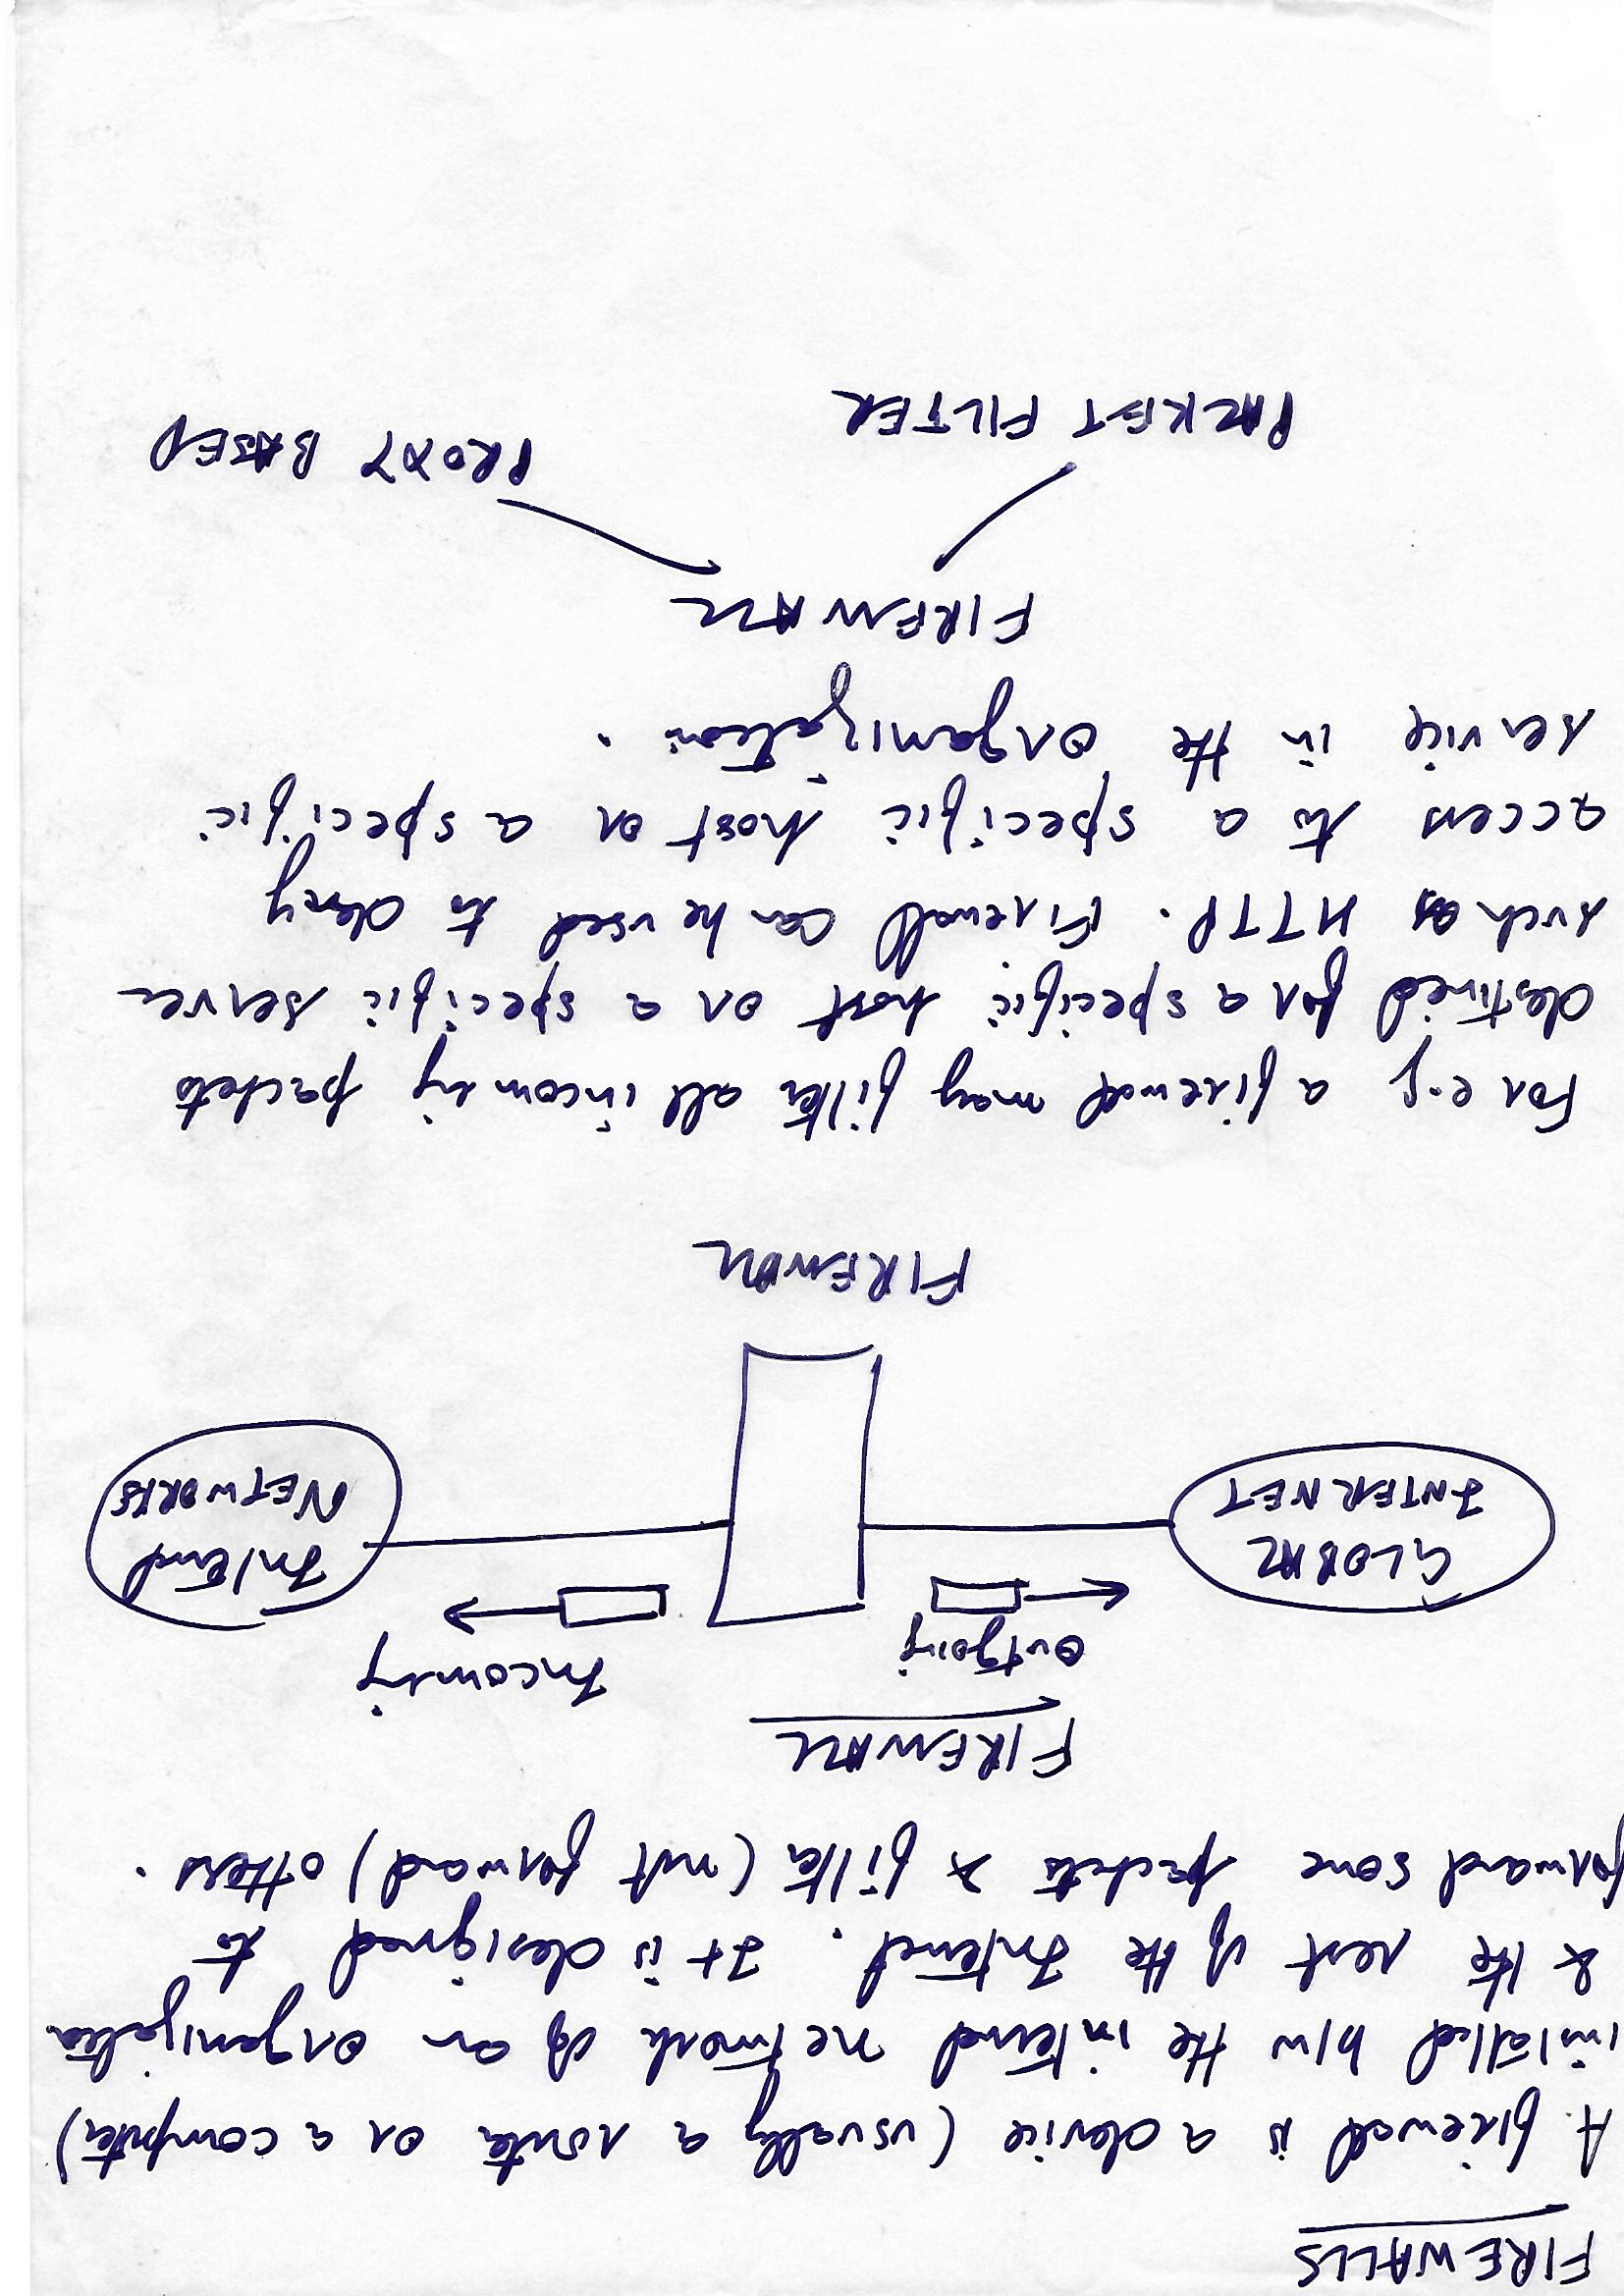 FIREWALLS
A. firewall is a device (usually a router or a computer)
installed b/w the internal network of an organization
& the rest of the Internet. It is designed to
forward some packets & filter (not forward) others.
FIREWALL
Outgoing Incoming
GLOBAL
INTERNET
Internal
NETWORKS
FIREWALL
For e.g a firewall may filter all incoming packets
destined for a specific host or a specific server
such as HTTP. Firewall can be used to deny
access to a specific host or a specific
service in the organization.
FIREWALL
PACKET FILTER
PROXY BASED